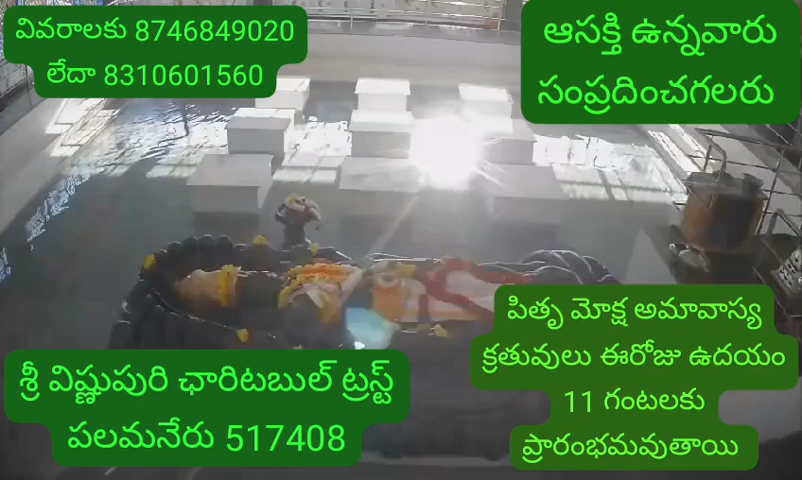 వివరాలకు 8746849020
లేదా 8310601560
ఆసక్తి ఉన్నవారు
సంప్రదించగలరు
పితృ మోక్ష అమావాస్య
క్రతువులు ఈరోజు ఉదయం
11 గంటలకు
ప్రారంభమవుతాయి
శ్రీ విష్ణుపురి ఛారిటబుల్ ట్రస్ట్
పలమనేరు 517408